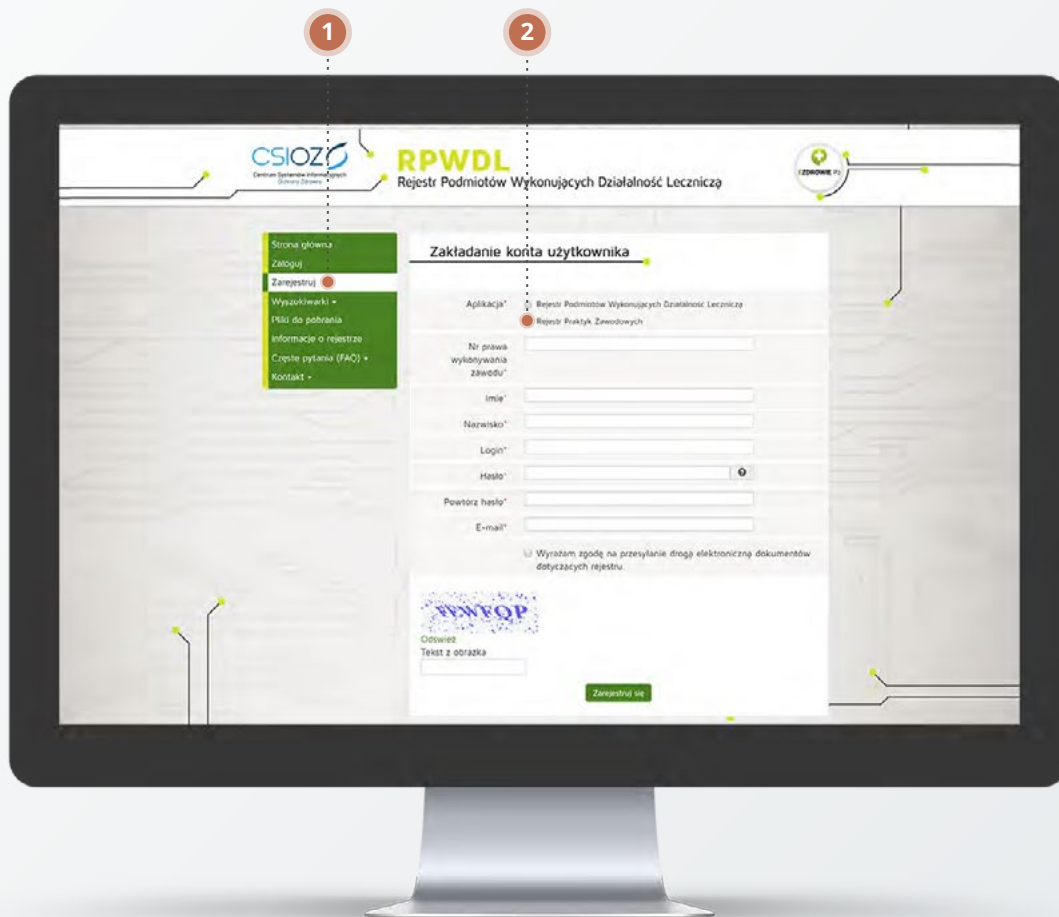 1
2
CSIOZ
Centrum Systemów Informacyjnych
Ochrony Zdrowia
RPWDL
Rejestr Podmiotów Wykonujących Działalność Leczniczą
Strona główna
Zaloguj
Zarejestruj
Wyszukiwarki
Pliki do pobrania
Informacje o rejestrze
Częste pytania (FAQ)
Kontakt
Zakładanie konta użytkownika
Aplikacja*
Rejestr Podmiotów Wykonujących Działalność Leczniczą
Rejestr Praktyk Zawodowych
Nr prawa
wykonywania
zawodu*
Imie*
Nazwisko*
Login*
Hasło*
Powtórz hasło*
E-mail*
Wyrażam zgodę na przesyłanie drogą elektroniczną dokumentów
dotyczących rejestru.
Odśwież
Tekst z obrazka
Zarejestruj się